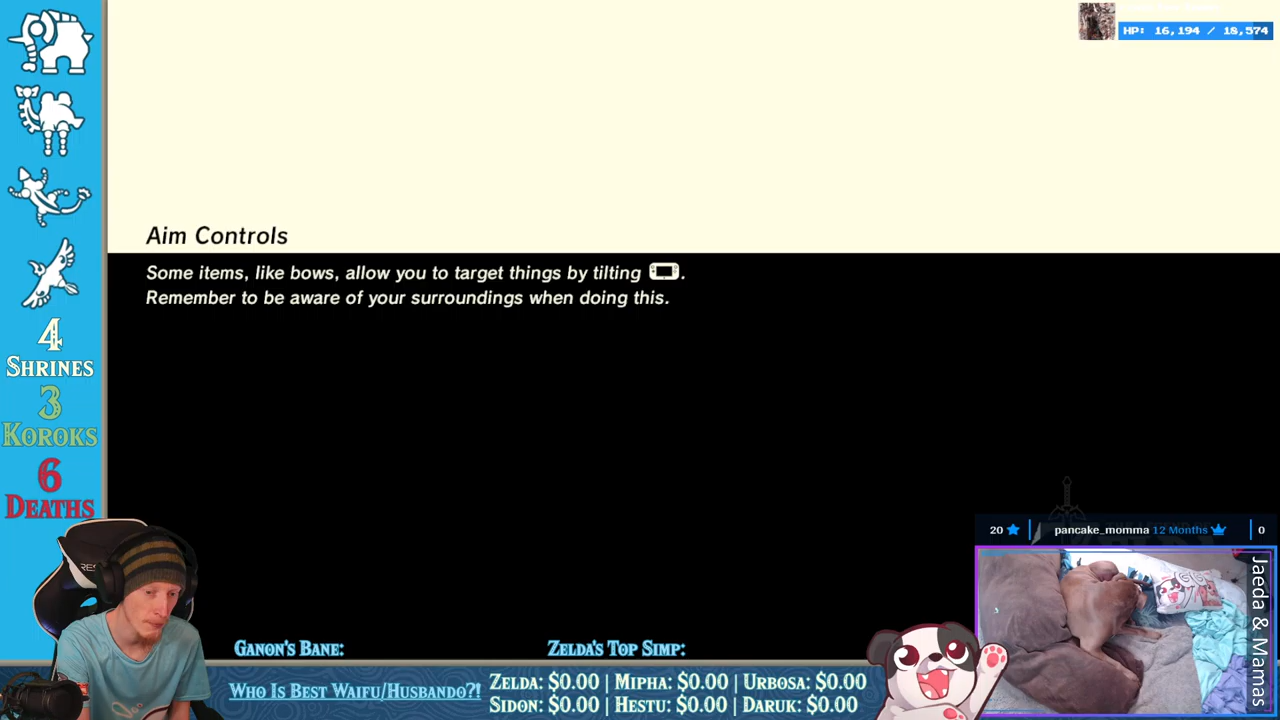 HP: 16,194 / 18,574
Aim Controls
Some items, like bows, allow you to target things by tilting .
Remember to be aware of your surroundings when doing this.
4
SHRINES
3
KOROKS
6
DEATHS
20
pancake_momma 12 Months
0
Jaeda & Mamas
GANON'S BANE:
ZELDA'S TOP SIMP:
WHO IS BEST WAIFU/HUSBANDO?!
ZELDA: $0.00 | MIPHA: $0.00 | URBOSA: $0.00
SIDON: $0.00 | HESTU: $0.00 | DARUK: $0.00